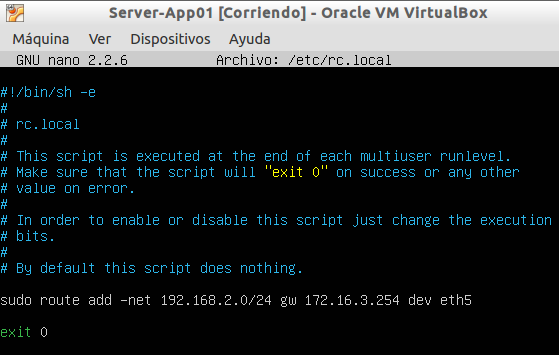 Server-App01 [Corriendo] - Oracle VM VirtualBox
Máquina Ver Dispositivos Ayuda
GNU nano 2.2.6 Archivo: /etc/rc.local
#!/bin/sh -e
#
# rc.local
#
# This script is executed at the end of each multiuser runlevel.
# Make sure that the script will "exit 0" on success or any other
# value on error.
#
# In order to enable or disable this script just change the execution
# bits.
#
# By default this script does nothing.
sudo route add -net 192.168.2.0/24 gw 172.16.3.254 dev eth5
exit 0